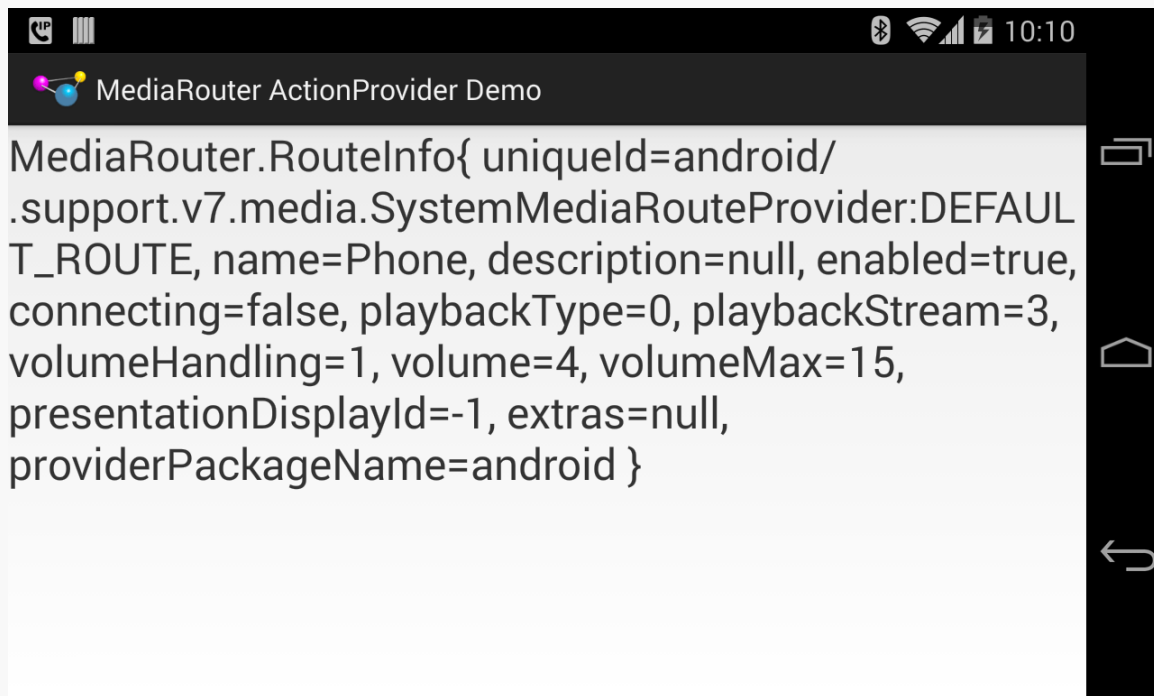 IP
10:10
MediaRouter ActionProvider Demo
MediaRouter.RouteInfo{ uniqueId=android/
.support.v7.media.SystemMediaRouteProvider:DEFAUL
T_ROUTE, name=Phone, description=null, enabled=true,
connecting=false, playbackType=0, playbackStream=3,
volumeHandling=1, volume=4, volumeMax=15,
presentationDisplayId=-1, extras=null,
providerPackageName=android }